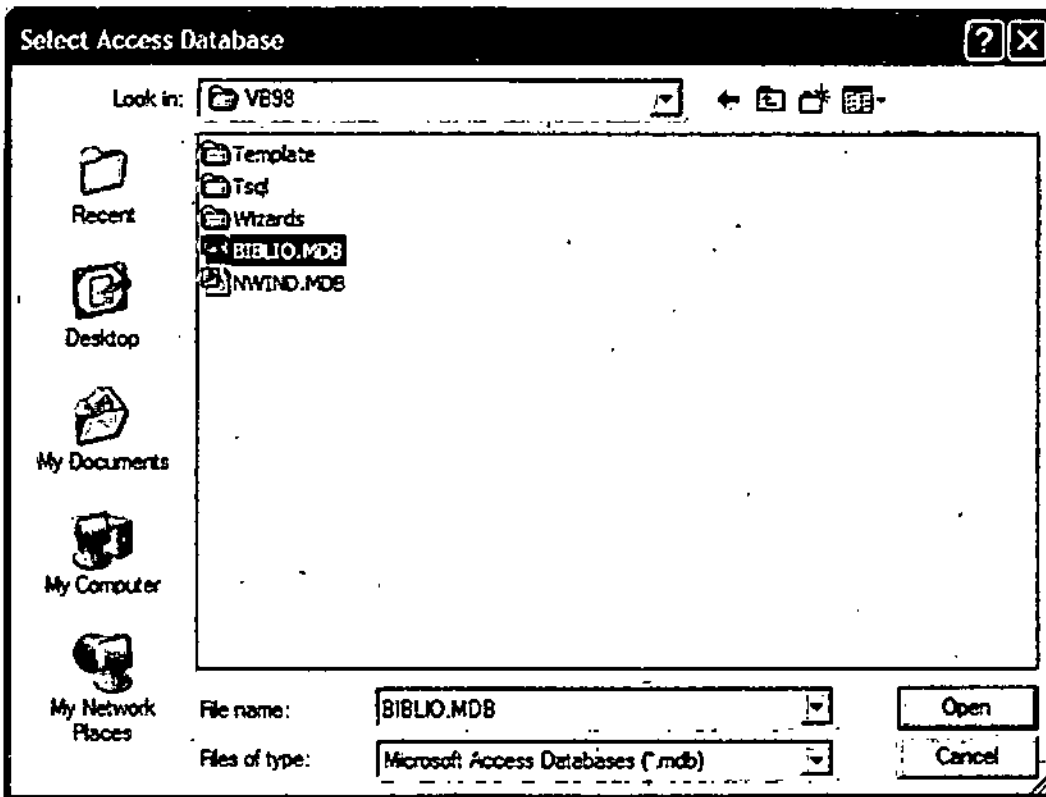 Select Access Database
Look in: VB98
Template
Tsql
Wizards
BIBLIO.MDB
NWIND.MDB
Recent
Desktop
My Documents
My Computer
My Network
Places
File name: BIBLIO.MDB Open
Files of type: Microsoft Access Databases (*.mdb) Cancel